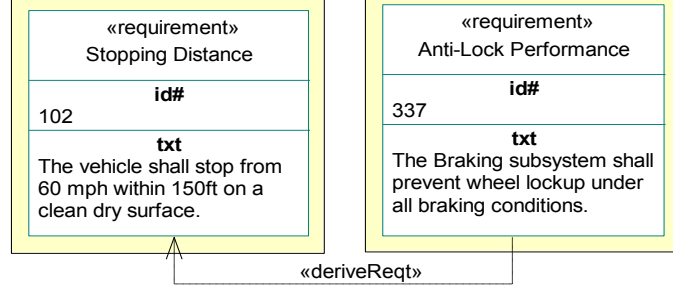 «requirement»
Stopping Distance
id#
102
txt
The vehicle shall stop from
60 mph within 150ft on a
clean dry surface.
«requirement»
Anti-Lock Performance
id#
337
txt
The Braking subsystem shall
prevent wheel lockup under
all braking conditions.
«deriveReqt»